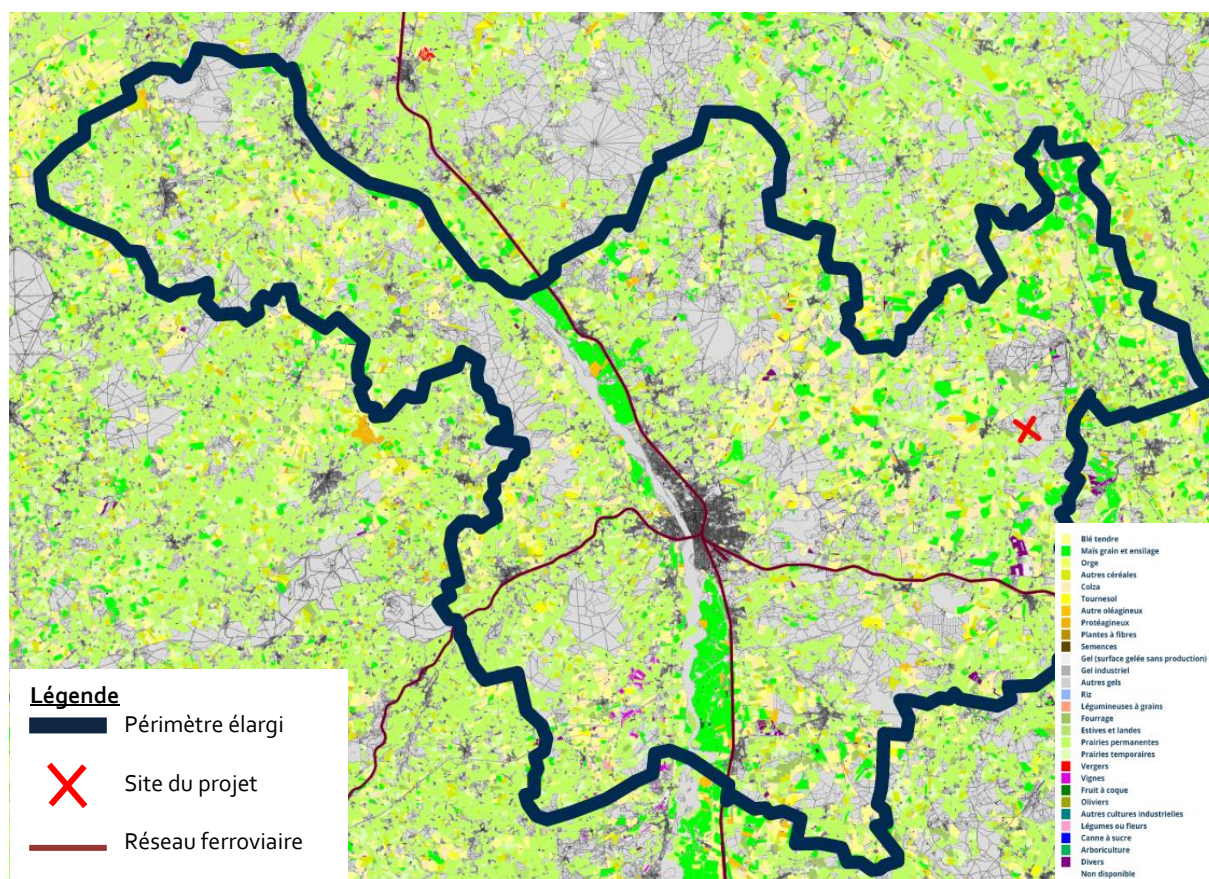 Légende
Périmètre élargi
Site du projet
Réseau ferroviaire
Blé tendre
Maïs grain et ensilage
Orge
Autres céréales
Colza
Tournesol
Autre oléagineux
Protéagineux
Plantes à fibres
Semences
Gel (surface gelée sans production)
Gel industriel
Autres gels
Riz
Légumineuses à grains
Fourrage
Estives et landes
Prairies permanentes
Prairies temporaires
Vergers
Vignes
Fruit à coque
Oliviers
Autres cultures industrielles
Légumes ou fleurs
Canne à sucre
Arboriculture
Divers
Non disponible